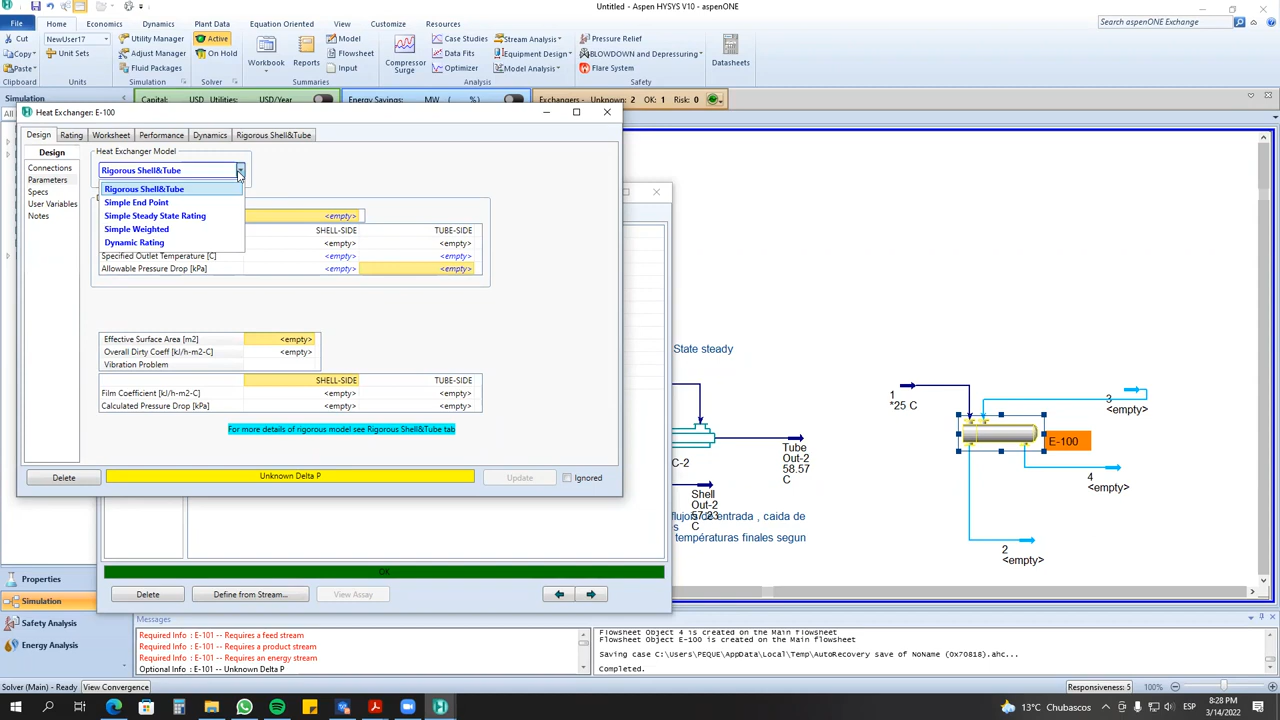 Untitled - Aspen HYSYS V10 - aspenONE
File Home Economics Dynamics Plant Data Equation Oriented View Customize Resources Search aspenONE Exchange
Cut NewUser17 Utility Manager Active Model Flowsheet Case Studies Stream Analysis Pressure Relief
Copy Unit Sets Adjust Manager On Hold Workbook Reports Compressor Surge Data Fits Equipment Design BLOWDOWN and Depressuring Datasheets
Paste Fluid Packages Input Optimizer Model Analysis Flare System
Clipboard Units Simulation Solver Summaries Analysis Safety
Simulation Capital: USD Utilities: USD/Year Energy Savings: MW ( %) Exchangers - Unknown: 2 OK: 1 Risk: 0
All
Heat Exchanger: E-100
Design Rating Worksheet Performance Dynamics Rigorous Shell&Tube
Design
Connections
Parameters
Specs
User Variables
Notes
Heat Exchanger Model
Rigorous Shell&Tube
Rigorous Shell&Tube
Simple End Point
Simple Steady State Rating
Simple Weighted
Dynamic Rating
<empty>
SHELL-SIDE TUBE-SIDE
<empty> <empty>
Specified Outlet Temperature [C] <empty> <empty>
Allowable Pressure Drop [kPa] <empty> <empty>
Effective Surface Area [m2] <empty>
Overall Dirty Coeff [kJ/h-m2-C] <empty>
Vibration Problem
SHELL-SIDE TUBE-SIDE
Film Coefficient [kJ/h-m2-C] <empty> <empty>
Calculated Pressure Drop [kPa] <empty> <empty>
For more details of rigorous model see Rigorous Shell&Tube tab
Delete Unknown Delta P Update Ignored
State steady
C-2
Tube
Out-2
58.57
C
Shell
Out-2
57.23
C
flujos de entrada , caida de
s
températuras finales segun
1
*25 C
3
<empty>
E-100
4
<empty>
2
<empty>
OK
Delete Define from Stream... View Assay
Properties
Simulation
Safety Analysis
Energy Analysis
Messages
Required Info : E-101 -- Requires a feed stream
Required Info : E-101 -- Requires a product stream
Required Info : E-101 -- Requires an energy stream
Optional Info : E-101 -- Unknown Delta P
Flowsheet Object 4 is created on the Main flowsheet
Flowsheet Object E-100 is created on the Main flowsheet
Saving case C:\Users\PEQUE\AppData\Local\Temp\AutoRecovery save of NoName (0x70818).ahc...
Completed.
Solver (Main) - Ready View Convergence Responsiveness: 5 100%
13°C Chubascos ESP 8:28 PM
3/14/2022